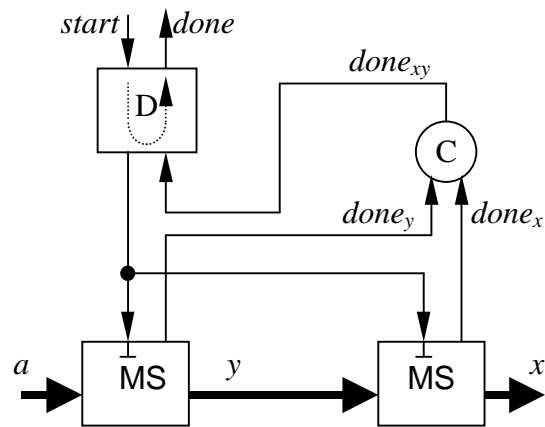 start done
done_xy
D
C
done_y done_x
a MS y MS x